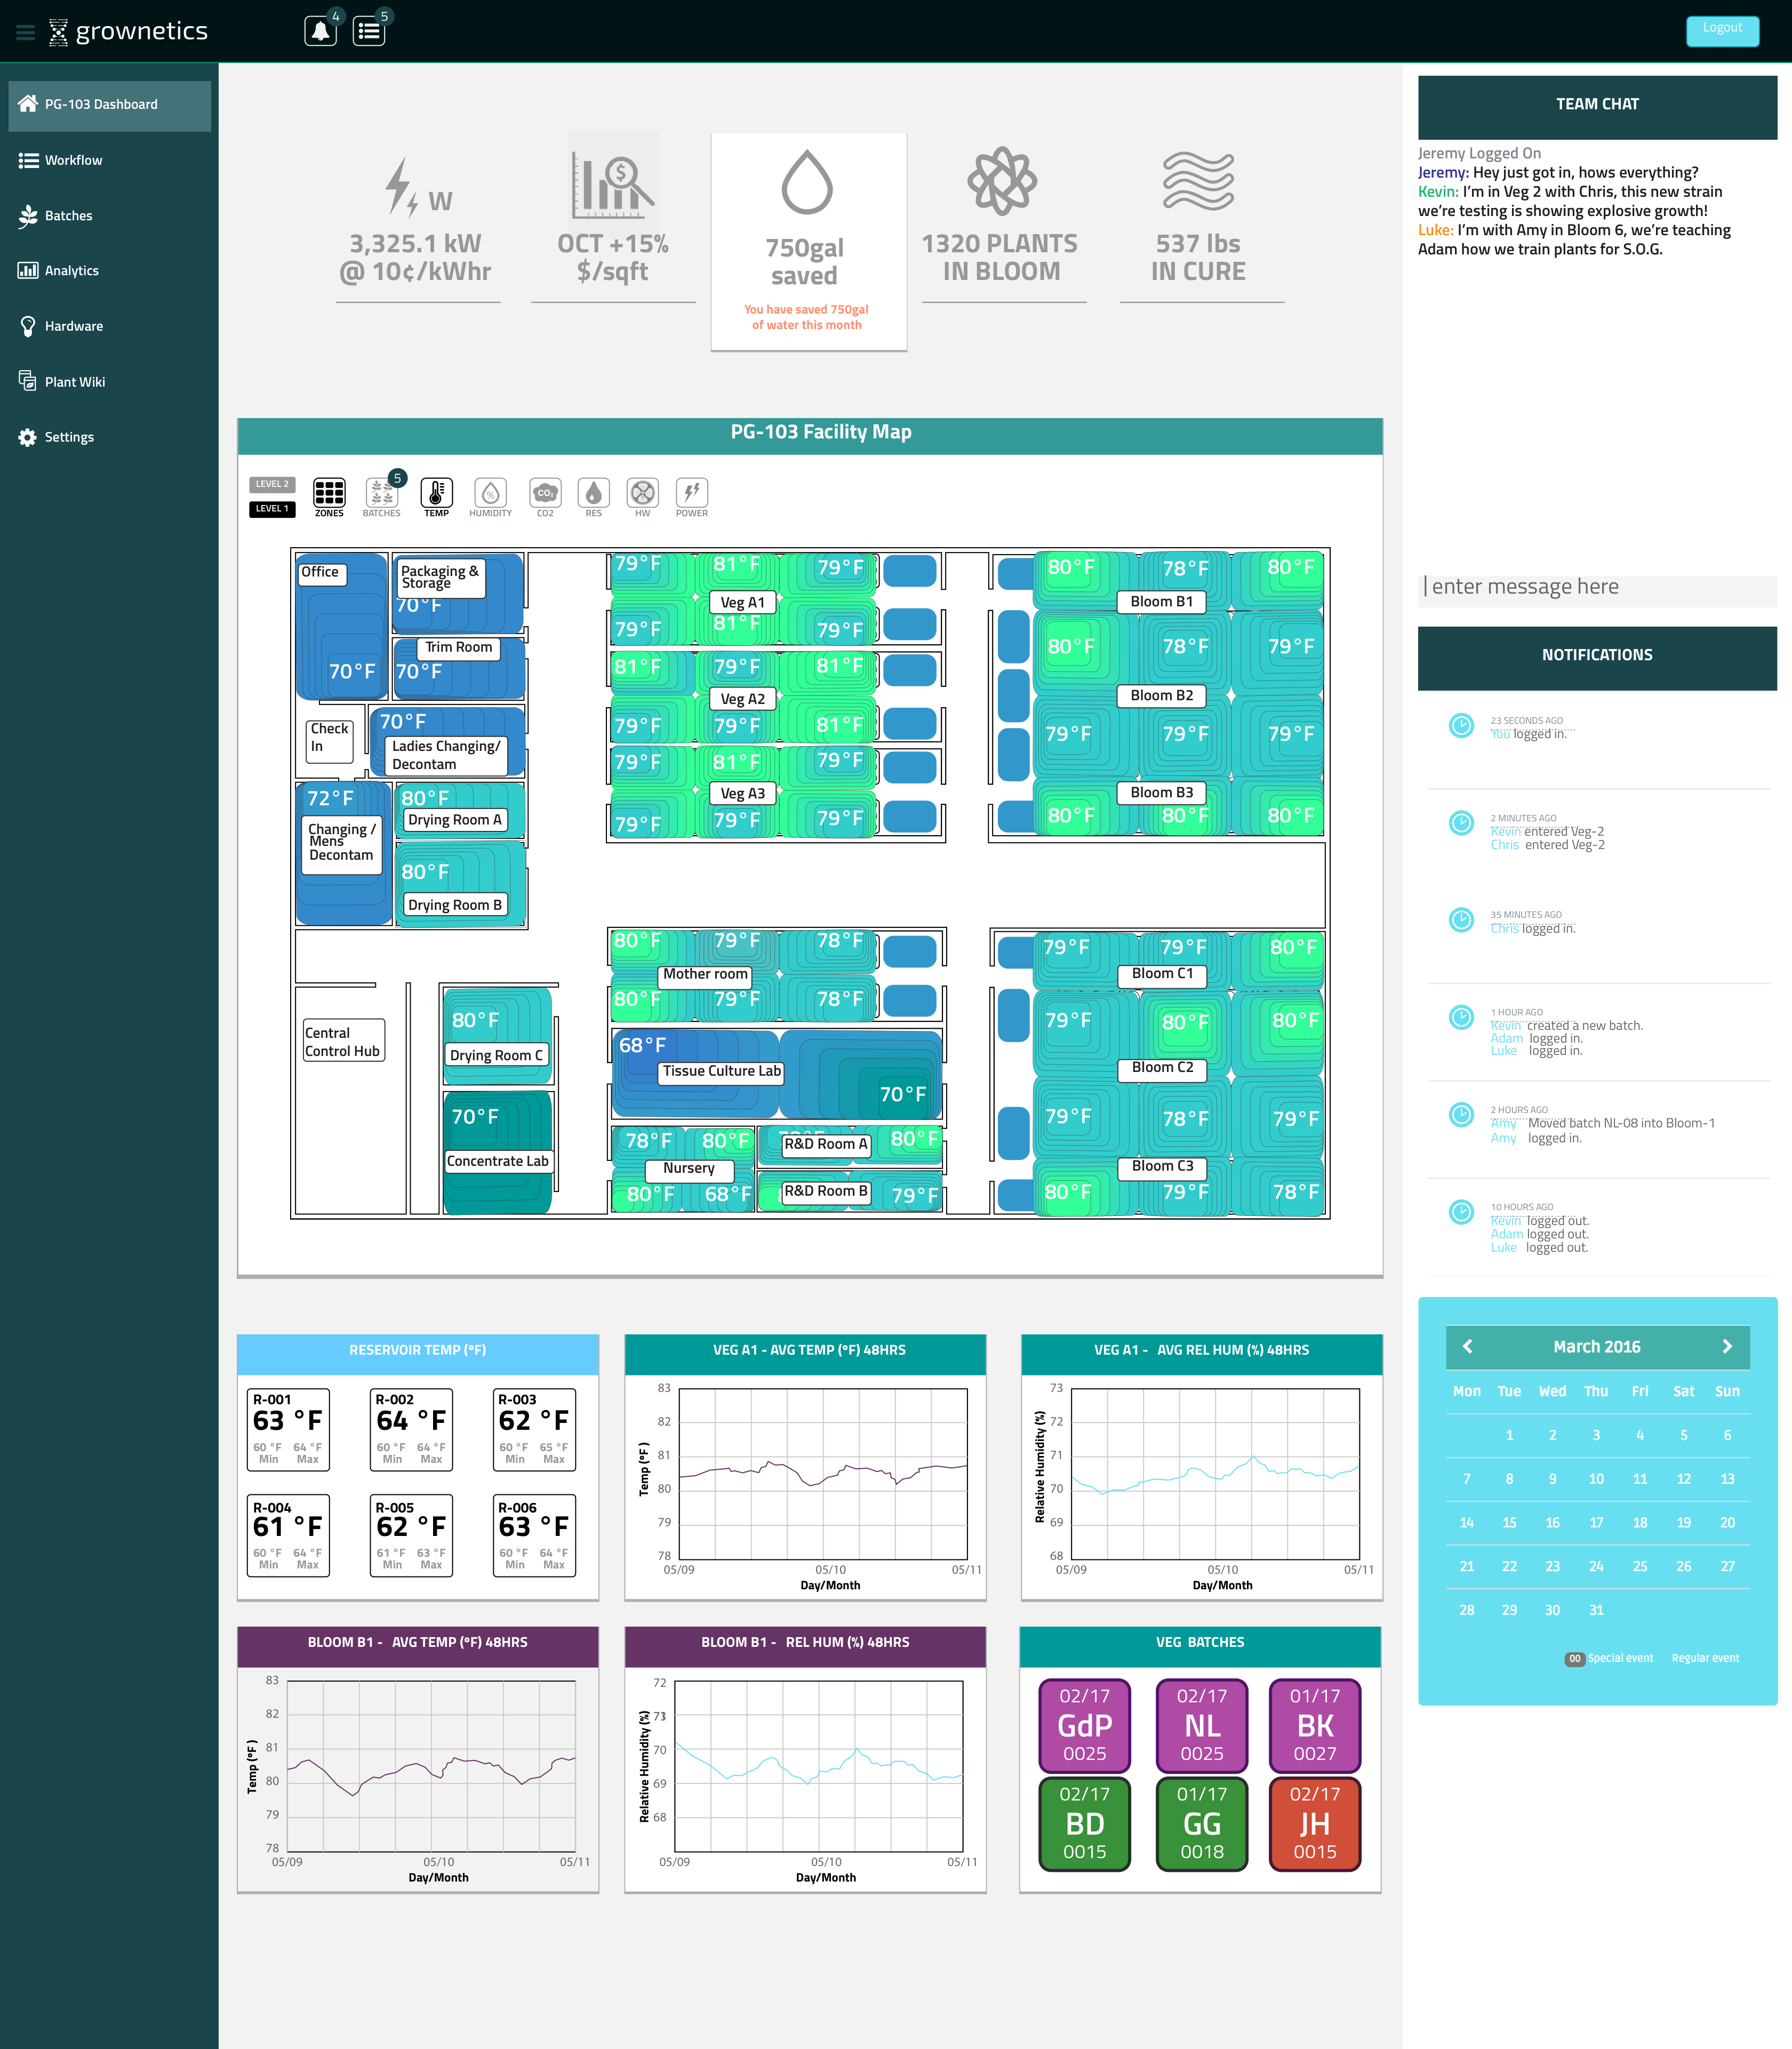 grownetics
4
5
Logout
PG-103 Dashboard
Workflow
Batches
Analytics
Hardware
Plant Wiki
Settings
W
3,325.1 kW
@ 10¢/kWhr
$
OCT +15%
$/sqft
750gal
saved
You have saved 750gal
of water this month
1320 PLANTS
IN BLOOM
537 lbs
IN CURE
PG-103 Facility Map
LEVEL 2
LEVEL 1
ZONES
5
BATCHES
TEMP
%
HUMIDITY
CO2
CO2
RES
HW
POWER
Office
70°F
Packaging &
Storage
70°F
Trim Room
70°F
Check
In
70°F
Ladies Changing/
Decontam
72°F
Changing /
Mens
Decontam
80°F
Drying Room A
80°F
Drying Room B
Central
Control Hub
80°F
Drying Room C
70°F
Concentrate Lab
79°F 81°F 79°F
Veg A1
79°F 81°F 79°F
81°F 79°F 81°F
Veg A2
79°F 79°F 81°F
79°F 81°F 79°F
Veg A3
79°F 79°F 79°F
80°F 79°F 78°F
Mother room
80°F 79°F 78°F
68°F
Tissue Culture Lab
70°F
78°F 80°F
Nursery
80°F 68°F
R&D Room A
80°F
R&D Room B
79°F
80°F 78°F 80°F
Bloom B1
80°F 78°F 79°F
Bloom B2
79°F 79°F 79°F
Bloom B3
80°F 80°F 80°F
79°F 79°F 80°F
Bloom C1
79°F 80°F 80°F
Bloom C2
79°F 78°F 79°F
Bloom C3
80°F 79°F 78°F
RESERVOIR TEMP (°F)
R-001
63 °F
60 °F 64 °F
Min Max
R-002
64 °F
60 °F 64 °F
Min Max
R-003
62 °F
60 °F 65 °F
Min Max
R-004
61 °F
60 °F 64 °F
Min Max
R-005
62 °F
61 °F 63 °F
Min Max
R-006
63 °F
60 °F 64 °F
Min Max
VEG A1 - AVG TEMP (°F) 48HRS
Temp (°F )
83
82
81
80
79
78
05/09 05/10 05/11
Day/Month
VEG A1 - AVG REL HUM (%) 48HRS
Relative Humidity (%)
73
72
71
70
69
68
05/09 05/10 05/11
Day/Month
BLOOM B1 - AVG TEMP (°F) 48HRS
Temp (°F )
83
82
81
80
79
78
05/09 05/10 05/11
Day/Month
BLOOM B1 - REL HUM (%) 48HRS
Relative Humidity (%)
72
70
69
68
05/09 05/10 05/11
Day/Month
VEG BATCHES
02/17
GdP
0025
02/17
NL
0025
01/17
BK
0027
02/17
BD
0015
01/17
GG
0018
02/17
JH
0015
TEAM CHAT
Jeremy Logged On
Jeremy: Hey just got in, hows everything?
Kevin: I'm in Veg 2 with Chris, this new strain
we're testing is showing explosive growth!
Luke: I'm with Amy in Bloom 6, we're teaching
Adam how we train plants for S.O.G.
enter message here
NOTIFICATIONS
23 SECONDS AGO
You logged in.
2 MINUTES AGO
Kevin entered Veg-2
Chris entered Veg-2
35 MINUTES AGO
Chris logged in.
1 HOUR AGO
Kevin created a new batch.
Adam logged in.
Luke logged in.
2 HOURS AGO
Amy Moved batch NL-08 into Bloom-1
Amy logged in.
10 HOURS AGO
Kevin logged out.
Adam logged out.
Luke logged out.
March 2016
Mon Tue Wed Thu Fri Sat Sun
1 2 3 4 5 6
7 8 9 10 11 12 13
14 15 16 17 18 19 20
21 22 23 24 25 26 27
28 29 30 31
00 Special event Regular event